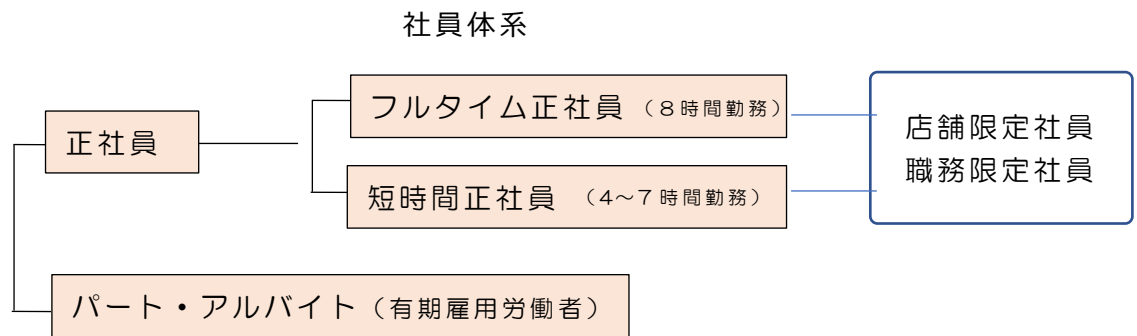 社員体系
フルタイム正社員（８時間勤務）
正社員
店舗限定社員
職務限定社員
短時間正社員（4～７時間勤務）
パート・アルバイト（有期雇用労働者）